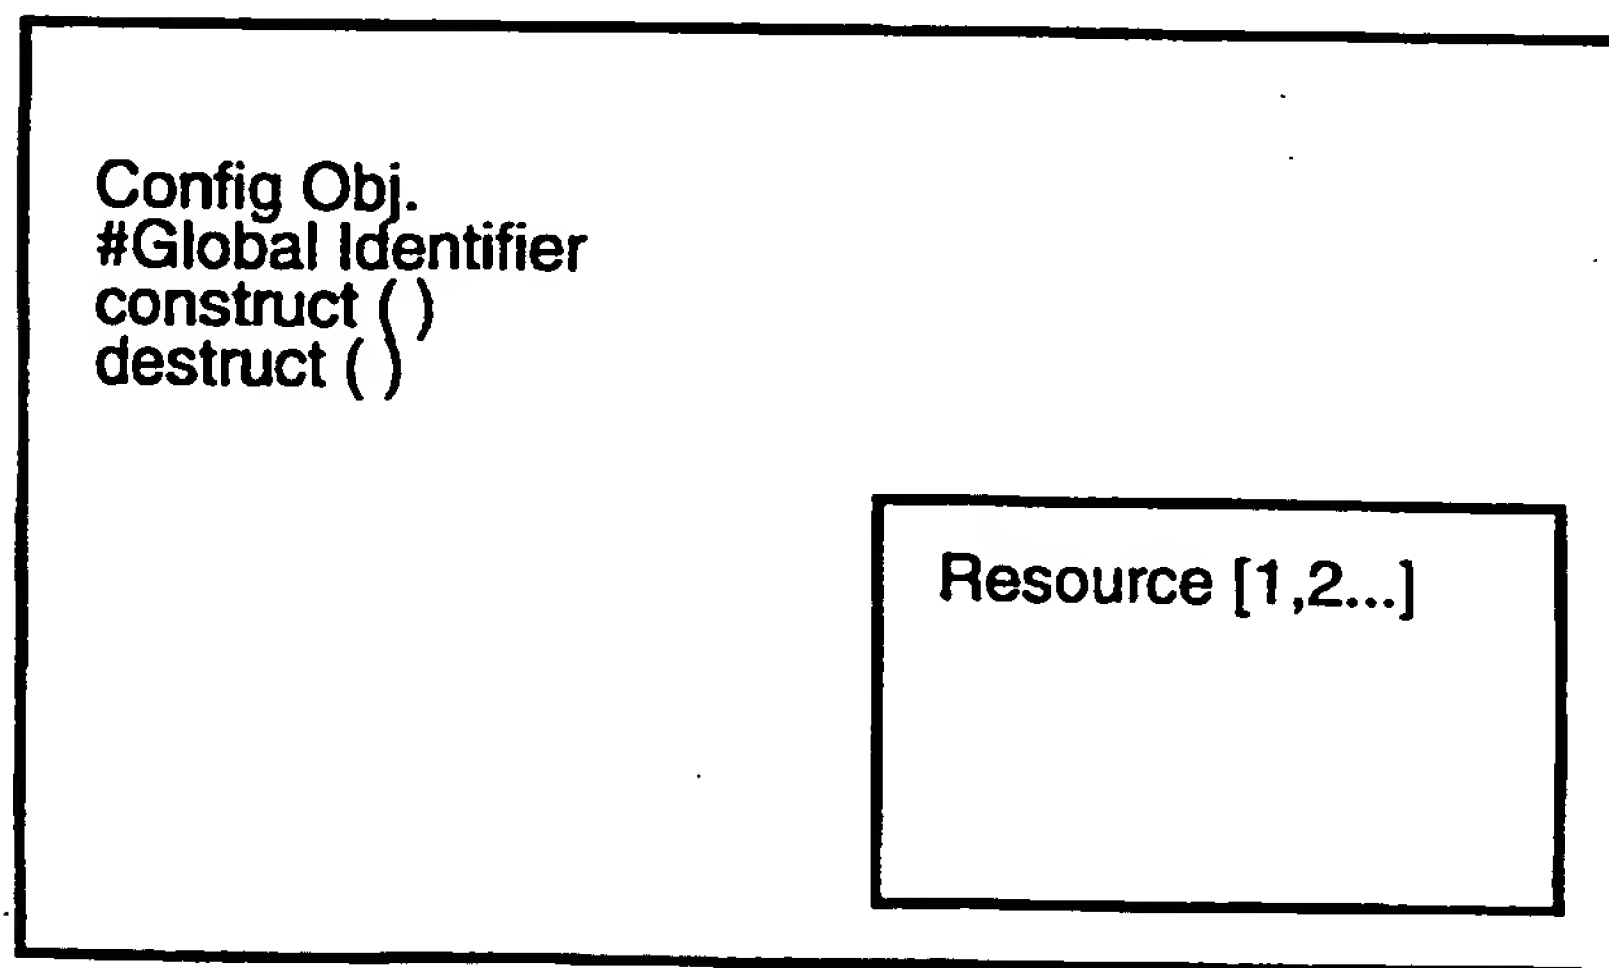 Config Obj.
#Global Identifier
construct ( )
destruct ( )
Resource [1,2...]